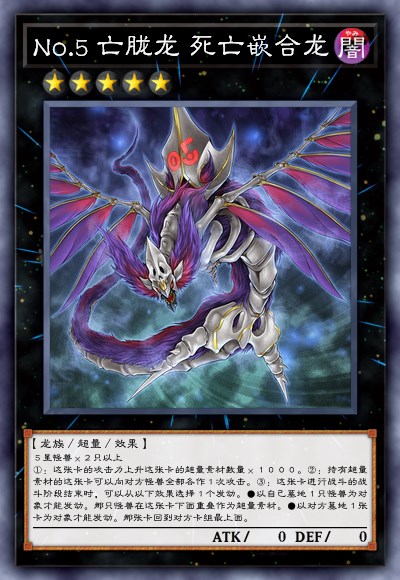 No.5 亡胧龙 死亡嵌合龙
やみ
闇
05
【龙族/超量/效果】
5星怪兽×2只以上
①:这张卡的攻击力上升这张卡的超量素材数量×1000。②:持有超量
素材的这张卡可以向对方怪兽全部各作1次攻击。③:这张卡进行战斗的战
斗阶段结束时,可以从以下效果选择1个发动。●以自己墓地1只怪兽为对
象才能发动。那只怪兽在这张卡下面重叠作为超量素材。●以对方墓地1张
卡为对象才能发动。那张卡回到对方卡组最上面。
ATK/ 0 DEF/ 0